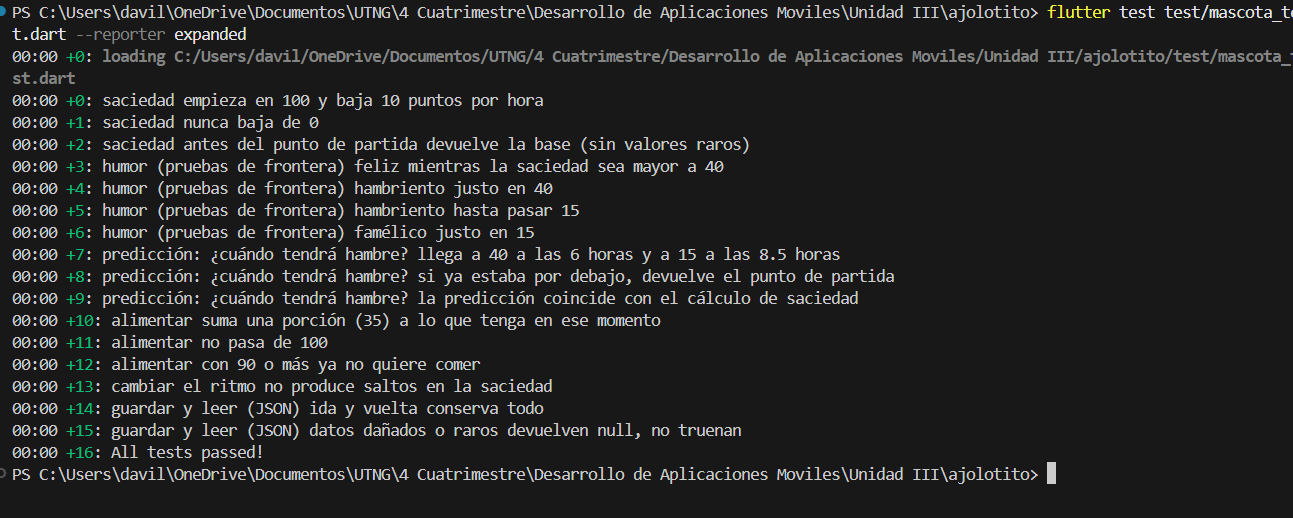 PS C:\Users\davil\OneDrive\Documentos\UTNG\4 Cuatrimestre\Desarrollo de Aplicaciones Moviles\Unidad III\ajolotito> flutter test test/mascota_te
t.dart --reporter expanded
00:00 +0: loading C:/Users/davil/OneDrive/Documentos/UTNG/4 Cuatrimestre/Desarrollo de Aplicaciones Moviles/Unidad III/ajolotito/test/mascota_
st.dart
00:00 +0: saciedad empieza en 100 y baja 10 puntos por hora
00:00 +1: saciedad nunca baja de 0
00:00 +2: saciedad antes del punto de partida devuelve la base (sin valores raros)
00:00 +3: humor (pruebas de frontera) feliz mientras la saciedad sea mayor a 40
00:00 +4: humor (pruebas de frontera) hambriento justo en 40
00:00 +5: humor (pruebas de frontera) hambriento hasta pasar 15
00:00 +6: humor (pruebas de frontera) famélico justo en 15
00:00 +7: predicción: ¿cuándo tendrá hambre? llega a 40 a las 6 horas y a 15 a las 8.5 horas
00:00 +8: predicción: ¿cuándo tendrá hambre? si ya estaba por debajo, devuelve el punto de partida
00:00 +9: predicción: ¿cuándo tendrá hambre? la predicción coincide con el cálculo de saciedad
00:00 +10: alimentar suma una porción (35) a lo que tenga en ese momento
00:00 +11: alimentar no pasa de 100
00:00 +12: alimentar con 90 o más ya no quiere comer
00:00 +13: cambiar el ritmo no produce saltos en la saciedad
00:00 +14: guardar y leer (JSON) ida y vuelta conserva todo
00:00 +15: guardar y leer (JSON) datos dañados o raros devuelven null, no truenan
00:00 +16: All tests passed!
PS C:\Users\davil\OneDrive\Documentos\UTNG\4 Cuatrimestre\Desarrollo de Aplicaciones Moviles\Unidad III\ajolotito>